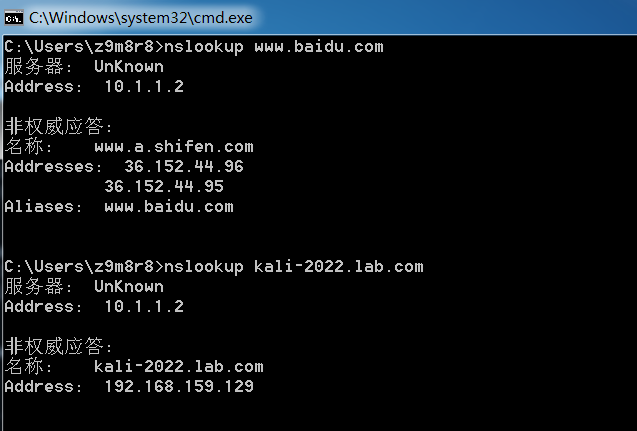 C:\Windows\system32\cmd.exe
C:\Users\z9m8r8>nslookup www.baidu.com
服务器:  UnKnown
Address:  10.1.1.2
非权威应答:
名称:    www.a.shifen.com
Addresses:  36.152.44.96
          36.152.44.95
Aliases:  www.baidu.com
C:\Users\z9m8r8>nslookup kali-2022.lab.com
服务器:  UnKnown
Address:  10.1.1.2
非权威应答:
名称:    kali-2022.lab.com
Address:  192.168.159.129